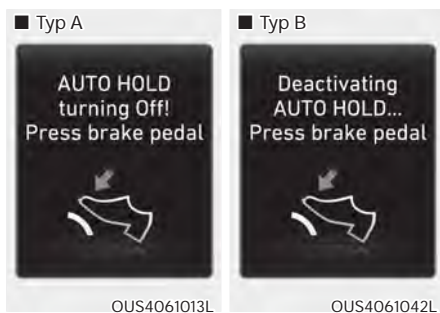 ■ Typ A
AUTO HOLD
turning Off!
Press brake pedal
OUS4061013L
■ Typ B
Deactivating
AUTO HOLD...
Press brake pedal
OUS4061042L